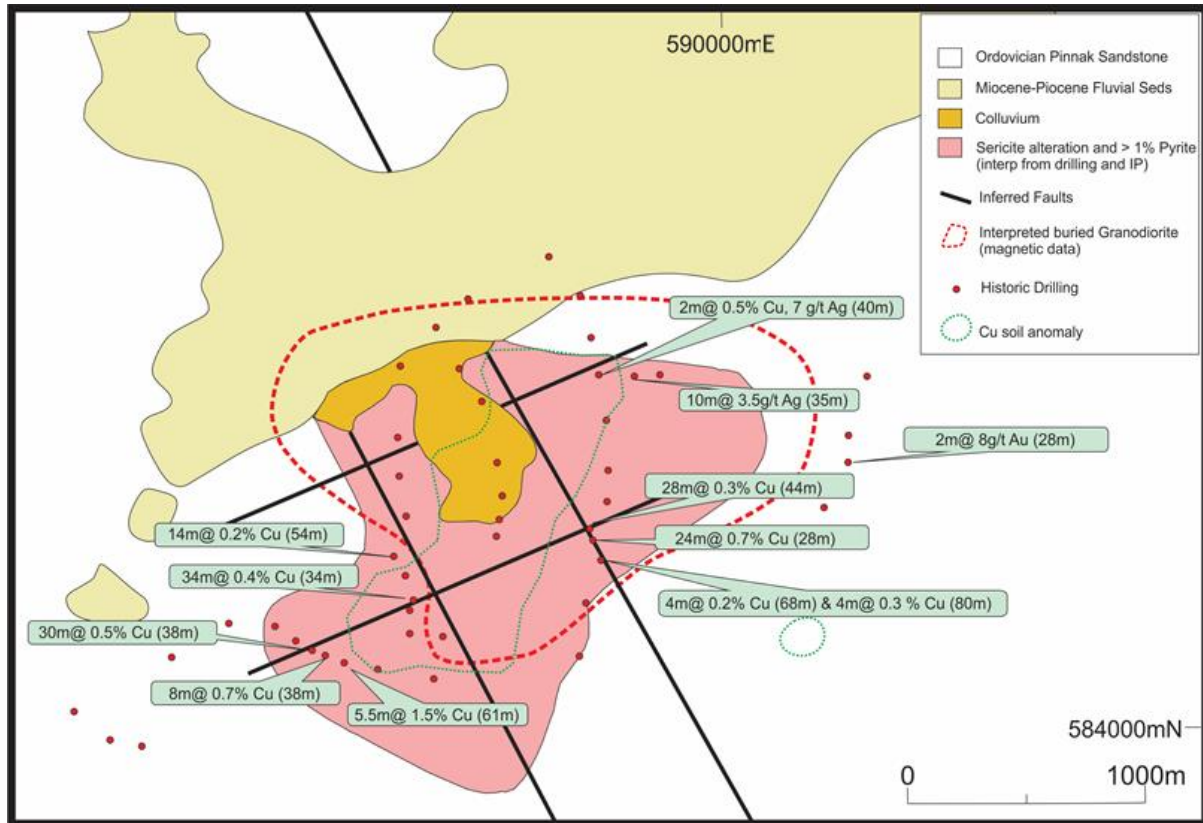 590000mE
Ordovician Pinnak Sandstone
Miocene-Piocene Fluvial Seds
Colluvium
Sericite alteration and > 1% Pyrite
(interp from drilling and IP)
Inferred Faults
Interpreted buried Granodiorite
(magnetic data)
Historic Drilling
Cu soil anomaly
2m@ 0.5% Cu, 7 g/t Ag (40m)
10m@ 3.5g/t Ag (35m)
2m@ 8g/t Au (28m)
28m@ 0.3% Cu (44m)
14m@ 0.2% Cu (54m)
24m@ 0.7% Cu (28m)
34m@ 0.4% Cu (34m)
4m@ 0.2% Cu (68m) & 4m@ 0.3 % Cu (80m)
30m@ 0.5% Cu (38m)
8m@ 0.7% Cu (38m)
5.5m@ 1.5% Cu (61m)
584000mN
0
1000m